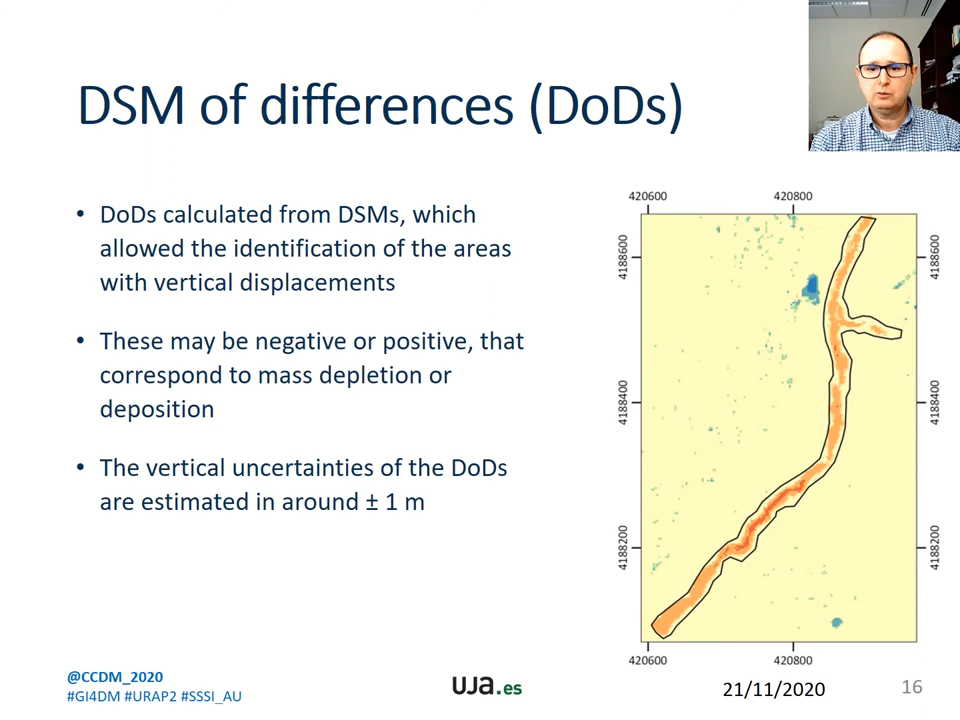 DSM of differences (DoDs)
• DoDs calculated from DSMs, which
allowed the identification of the areas
with vertical displacements
• These may be negative or positive, that
correspond to mass depletion or
deposition
• The vertical uncertainties of the DoDs
are estimated in around ± 1 m
420600 420800
4188600 4188600
4188400 4188400
4188200 4188200
420600 420800
@CCDM_2020
#GI4DM #URAP2 #SSSI_AU
uja.es
21/11/2020
16